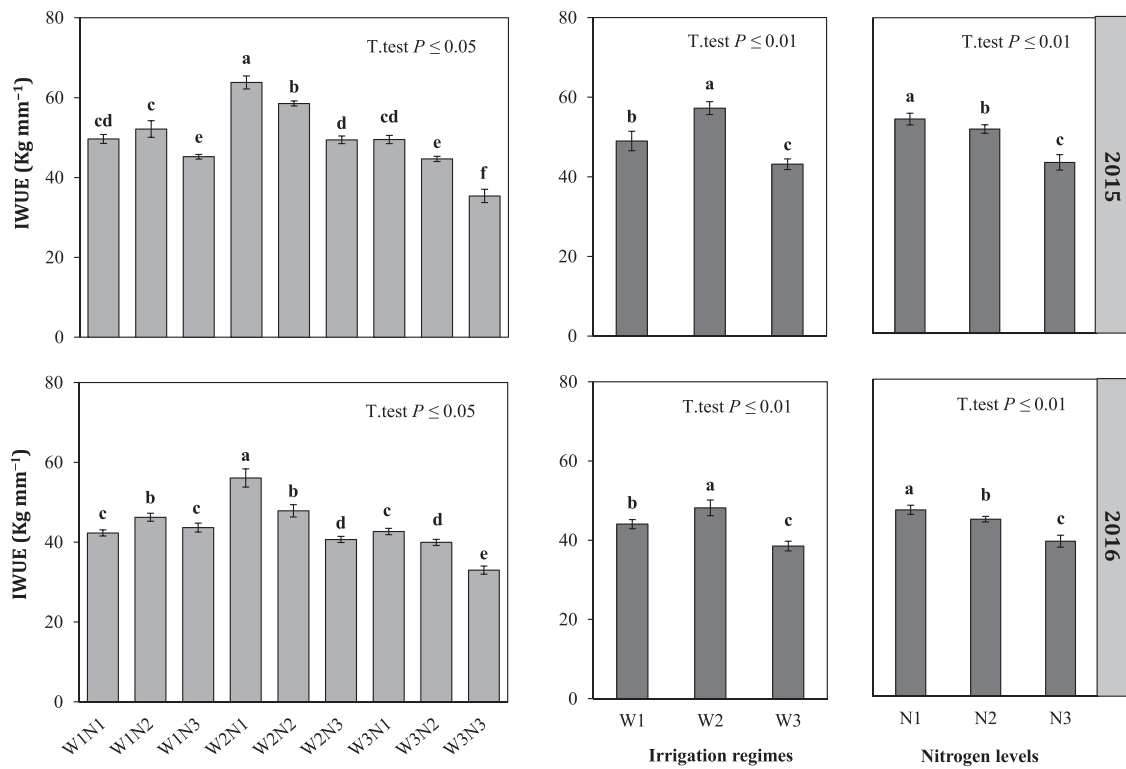 80
60
40
20
0
IWUE (Kg mm⁻¹)
T.test P ≤ 0.05
cd
c
e
a
b
d
cd
e
f
80
60
40
20
0
T.test P ≤ 0.01
b
a
c
T.test P ≤ 0.01
a
b
c
2015
80
60
40
20
0
IWUE (Kg mm⁻¹)
T.test P ≤ 0.05
c
b
c
a
b
d
c
d
e
W1N1
W1N2
W1N3
W2N1
W2N2
W2N3
W3N1
W3N2
W3N3
80
60
40
20
0
T.test P ≤ 0.01
b
a
c
W1
W2
W3
Irrigation regimes
T.test P ≤ 0.01
a
b
c
N1
N2
N3
Nitrogen levels
2016